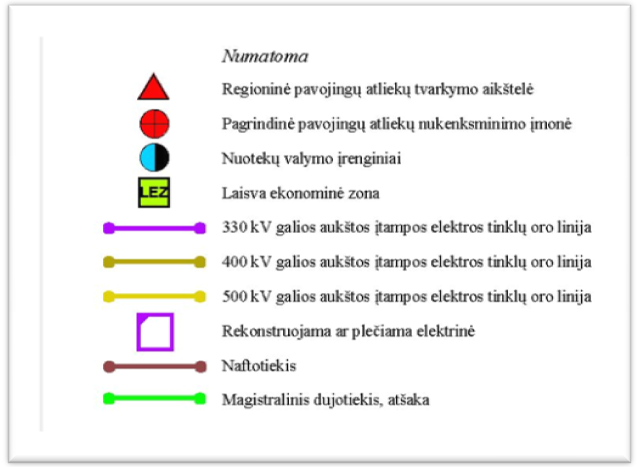 Numatoma
Regioninė pavojingų atliekų tvarkymo aikštelė
Pagrindinė pavojingų atliekų nukenksminimo įmonė
Nuotekų valymo įrenginiai
LEZ Laisva ekonominė zona
330 kV galios aukštos įtampos elektros tinklų oro linija
400 kV galios aukštos įtampos elektros tinklų oro linija
500 kV galios aukštos įtampos elektros tinklų oro linija
Rekonstruojama ar plečiama elektrinė
Naftotiekis
Magistralinis dujotiekis, atšaka